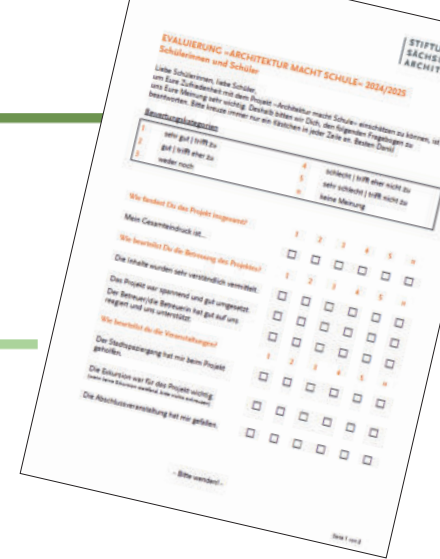 STIFTU
SÄCHSI
ARCHIT
EVALUIERUNG »ARCHITEKTUR MACHT SCHULE« 2024/2025
Schülerinnen und Schüler
Liebe Schülerinnen, liebe Schüler,
um Eure Zufriedenheit mit dem Projekt »Architektur macht Schule« einschätzen zu können, ist
uns Eure Meinung sehr wichtig. Deshalb bitten wir Dich, den folgenden Fragebogen zu
beantworten. Bitte kreuze immer nur ein Kästchen in jeder Zeile an. Besten Dank!
Bewertungskategorien
1 sehr gut | trifft zu
2 gut | trifft eher zu
3 weder noch
4 schlecht | trifft eher nicht zu
5 sehr schlecht | trifft nicht zu
n keine Meinung
Wie findest Du das Projekt insgesamt?
1 2 3 4 5 n
Mein Gesamteindruck ist...
Wie beurteilst Du die Betreuung des Projektes?
1 2 3 4 5 n
Die Inhalte wurden sehr verständlich vermittelt.
Das Projekt war spannend und gut umgesetzt.
Der Betreuer/die Betreuerin hat gut auf uns
reagiert und uns unterstützt.
Wie beurteilst du die Veranstaltungen?
1 2 3 4 5 n
Der Stadtspaziergang hat mir beim Projekt
geholfen.
Die Exkursion war für das Projekt wichtig.
Die Abschlussveranstaltung hat mir gefallen.
- Bitte wenden! -
Seite 1 von 2